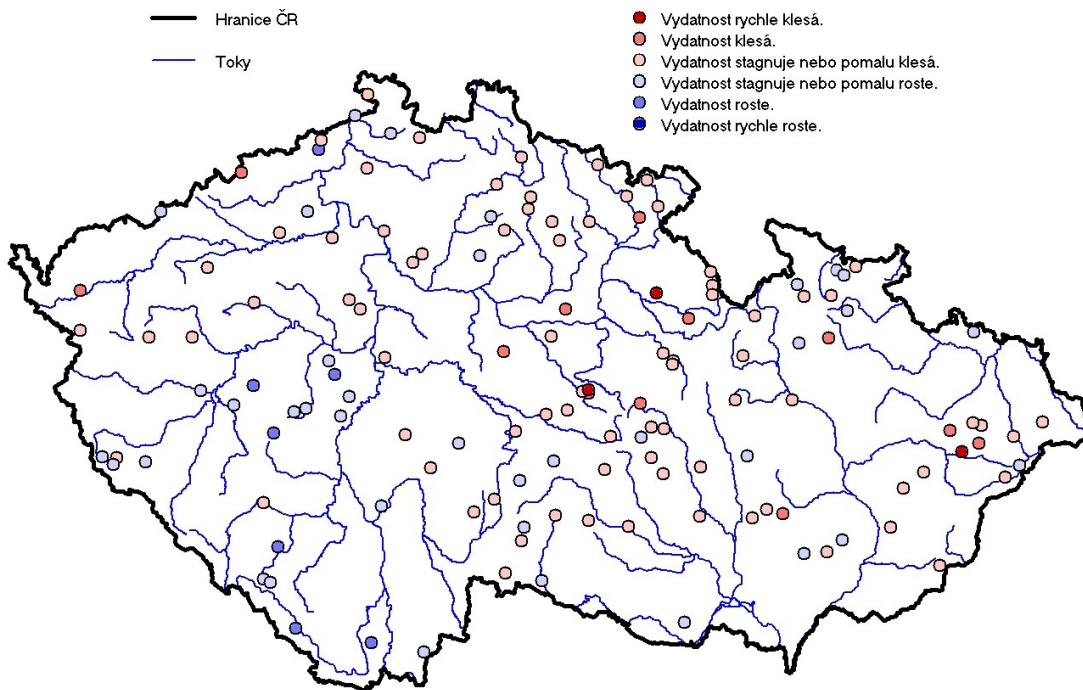 Hranice ČR
Toky
Vydatnost rychle klesá.
Vydatnost klesá.
Vydatnost stagnuje nebo pomalu klesá.
Vydatnost stagnuje nebo pomalu roste.
Vydatnost roste.
Vydatnost rychle roste.